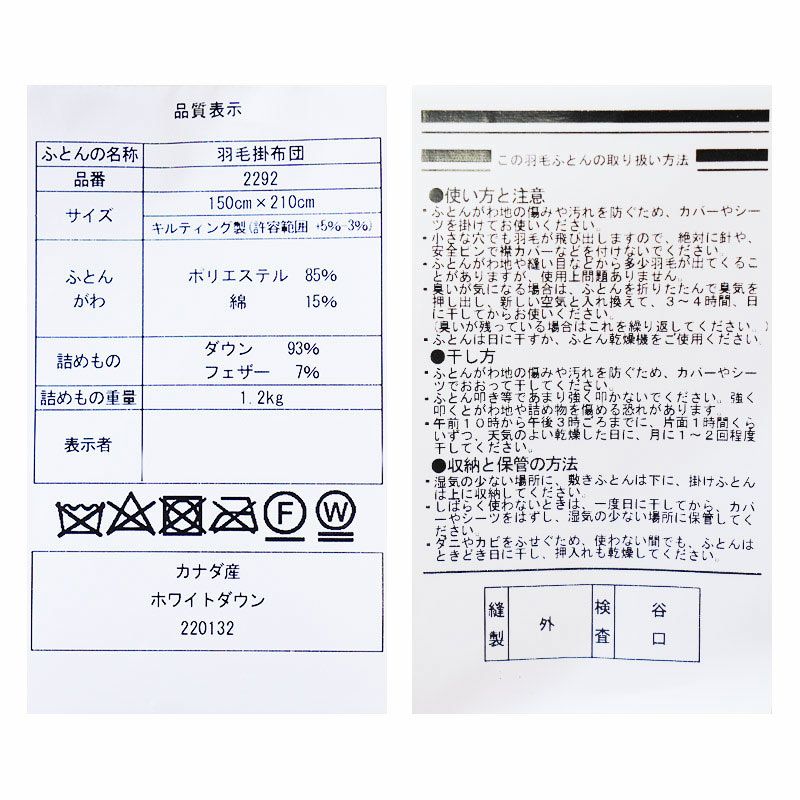 品質表示
ふとんの名称 羽毛掛布団
品番 2292
サイズ 150cm×210cm
キルティング製(許容範囲 +5%-3%)
ふとん
がわ
ポリエステル 85%
綿 15%
詰めもの
ダウン 93%
フェザー 7%
詰めもの重量 1.2kg
表示者
F W
カナダ産
ホワイトダウン
220132
この羽毛ふとんの取り扱い方法
●使い方と注意
・ふとんがわ地の傷みや汚れを防ぐため、カバーやシー
ツを掛けてお使いください。
・小さな穴でも羽毛が飛び出しますので、絶対に針や、
安全ピンで襟カバーなどを付けないでください。
・ふとんがわ地や縫い目などから多少羽毛が出てくるこ
とがありますが、使用上問題ありません。
・臭いが気になる場合は、ふとんを折りたたんで臭気を
押し出し、新しい空気と入れ換えて、3～4時間、日
に干してからお使いください。
(臭いが残っている場合はこれを繰り返してください。)
・ふとんは日に干すか、ふとん乾燥機をご使用ください。
●干し方
・ふとんがわ地の傷みや汚れを防ぐため、カバーやシー
ツでおおって干してください。
・ふとん叩き等であまり強く叩かないでください。強く
叩くとがわ地や詰め物を傷める恐れがあります。
・午前10時から午後3時ごろまでに、片面1時間くら
いずつ、天気のよい乾燥した日に、月に1～2回程度
干してください。
●収納と保管の方法
・湿気の少ない場所に、敷きふとんは下に、掛けふとん
は上に収納してください。
・しばらく使わないときは、一度日に干してから、カバ
ーやシーツをはずし、湿気の少ない場所に保管してく
ださい。
・ダニやカビをふせぐため、使わない間でも、ふとんは
ときどき日に干し、押入れも乾燥してください。
縫製 外 検査 谷口